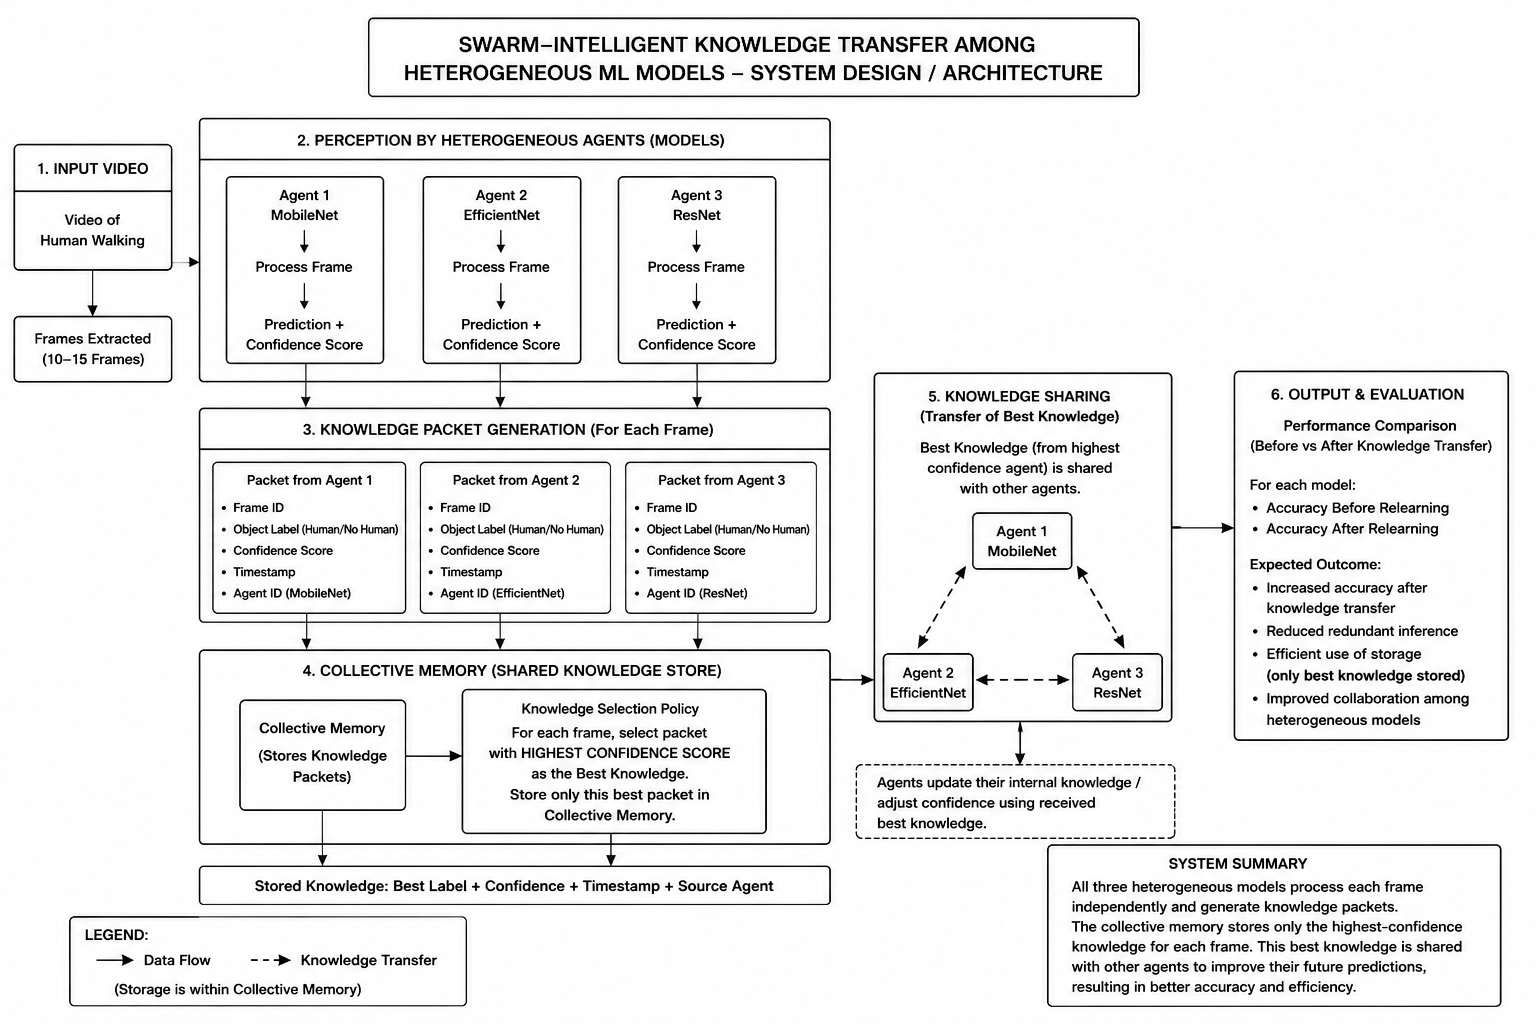 SWARM–INTELLIGENT KNOWLEDGE TRANSFER AMONG
HETEROGENEOUS ML MODELS – SYSTEM DESIGN / ARCHITECTURE
1. INPUT VIDEO
Video of
Human Walking
Frames Extracted
(10–15 Frames)
2. PERCEPTION BY HETEROGENEOUS AGENTS (MODELS)
Agent 1
MobileNet
Process Frame
Prediction +
Confidence Score
Agent 2
EfficientNet
Process Frame
Prediction +
Confidence Score
Agent 3
ResNet
Process Frame
Prediction +
Confidence Score
3. KNOWLEDGE PACKET GENERATION (For Each Frame)
Packet from Agent 1
• Frame ID
• Object Label (Human/No Human)
• Confidence Score
• Timestamp
• Agent ID (MobileNet)
Packet from Agent 2
• Frame ID
• Object Label (Human/No Human)
• Confidence Score
• Timestamp
• Agent ID (EfficientNet)
Packet from Agent 3
• Frame ID
• Object Label (Human/No Human)
• Confidence Score
• Timestamp
• Agent ID (ResNet)
4. COLLECTIVE MEMORY (SHARED KNOWLEDGE STORE)
Collective Memory
(Stores Knowledge
Packets)
Knowledge Selection Policy
For each frame, select packet
with HIGHEST CONFIDENCE SCORE
as the Best Knowledge.
Store only this best packet in
Collective Memory.
Stored Knowledge: Best Label + Confidence + Timestamp + Source Agent
5. KNOWLEDGE SHARING
(Transfer of Best Knowledge)
Best Knowledge (from highest
confidence agent) is shared
with other agents.
Agent 1
MobileNet
Agent 2
EfficientNet
Agent 3
ResNet
Agents update their internal knowledge /
adjust confidence using received
best knowledge.
6. OUTPUT & EVALUATION
Performance Comparison
(Before vs After Knowledge Transfer)
For each model:
• Accuracy Before Relearning
• Accuracy After Relearning
Expected Outcome:
• Increased accuracy after
knowledge transfer
• Reduced redundant inference
• Efficient use of storage
(only best knowledge stored)
• Improved collaboration among
heterogeneous models
LEGEND:
Data Flow
Knowledge Transfer
(Storage is within Collective Memory)
SYSTEM SUMMARY
All three heterogeneous models process each frame
independently and generate knowledge packets.
The collective memory stores only the highest-confidence
knowledge for each frame. This best knowledge is shared
with other agents to improve their future predictions,
resulting in better accuracy and efficiency.